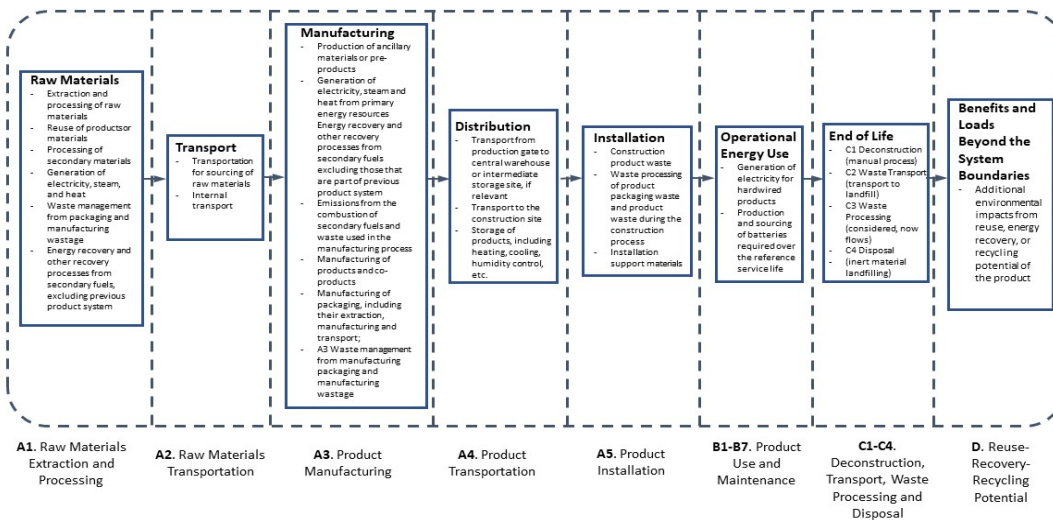 Raw Materials
- Extraction and
processing of raw
materials
- Reuse of productsor
materials
- Processing of
secondary materials
- Generation of
electricity, steam,
and heat
- Waste management
from packaging and
manufacturing
wastage
- Energy recovery and
other recovery
processes from
secondary fuels,
excluding previous
product system
Transport
- Transportation
for sourcing of
raw materials
- Internal
transport
Manufacturing
- Production of ancillary
materials or pre-
products
- Generation of
electricity, steam and
heat from primary
energy resources
Energy recovery and
other recovery
processes from
secondary fuels
excluding those that
are part of previous
product system
- Emissions from the
combustion of
secondary fuels and
waste used in the
manufacturing process
- Manufacturing of
products and co-
products
- Manufacturing of
packaging, including
their extraction,
manufacturing and
transport;
- A3 Waste management
from manufacturing
packaging and
manufacturing
wastage
Distribution
- Transport from
production gate to
central warehouse
or intermediate
storage site, if
relevant
- Transport to the
construction site
- Storage of
products, including
heating, cooling,
humidity control,
etc.
Installation
- Construction
product waste
- Waste processing of
product
packaging waste
and product
waste during the
construction
process
- Installation
support materials
Operational
Energy Use
- Generation of
electricity for
hardwired
products
- Production
and sourcing
of batteries
required over
the reference
service life
End of Life
- C1 Deconstruction
(manual process)
- C2 Waste Transport
(transport to
landfill)
- C3 Waste
Processing
(considered, now
flows)
- C4 Disposal
- (inert material
landfilling)
Benefits and
Loads
Beyond the
System
Boundaries
- Additional
environmental
impacts from
reuse, energy
recovery, or
recycling
potential of
the product
A1. Raw Materials
Extraction and
Processing
A2. Raw Materials
Transportation
A3. Product
Manufacturing
A4. Product
Transportation
A5. Product
Installation
B1-B7. Product
Use and
Maintenance
C1-C4.
Deconstruction,
Transport, Waste
Processing and
Disposal
D. Reuse-
Recovery-
Recycling
Potential